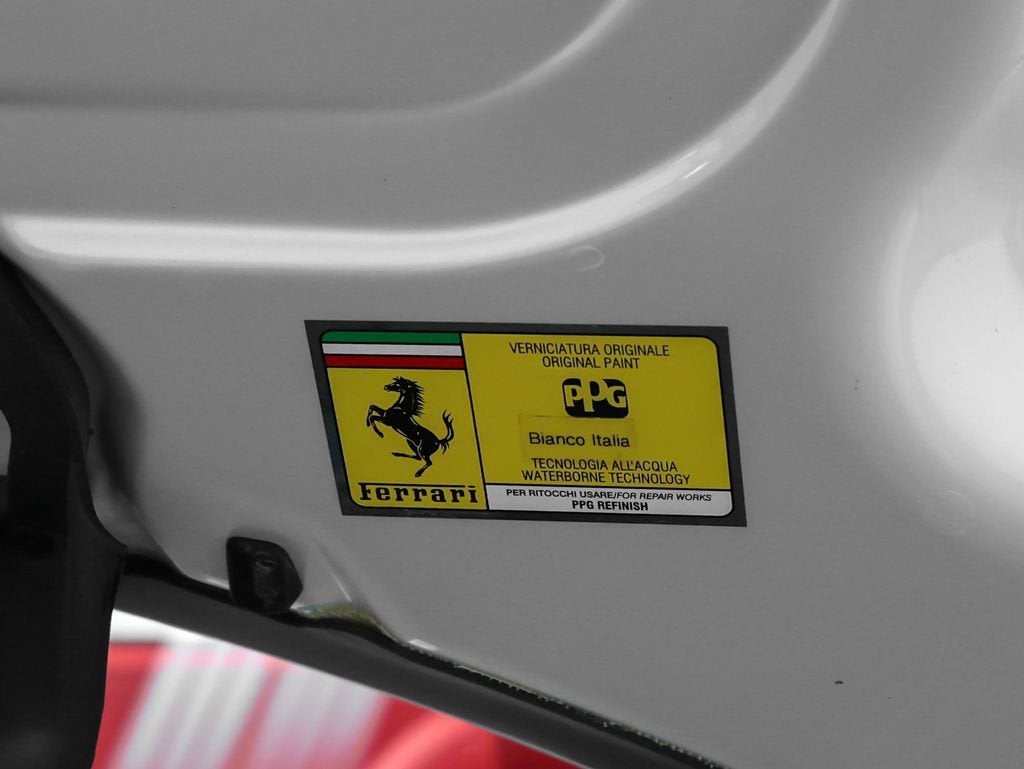 VERNICIATURA ORIGINALE
ORIGINAL PAINT
PPG
Bianco Italia
TECNOLOGIA ALL'ACQUA
WATERBORNE TECHNOLOGY
Ferrari
PER RITOCCHI USARE/FOR REPAIR WORKS
PPG REFINISH